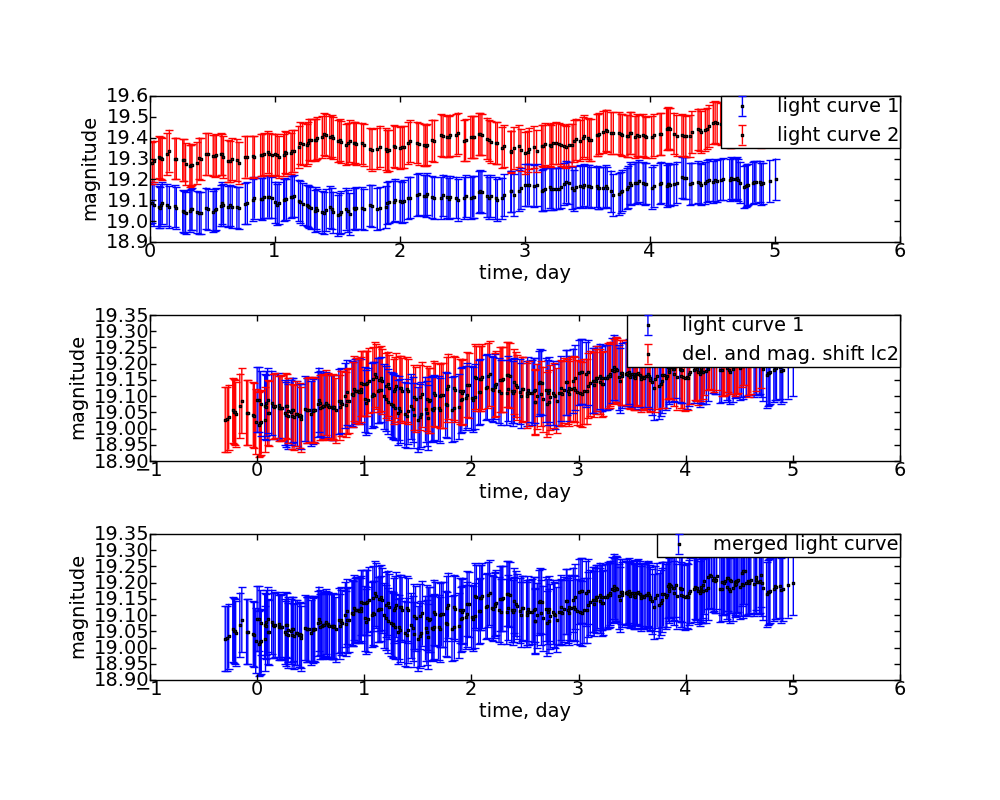 19.6
19.5
19.4
19.3
19.2
19.1
19.0
18.9
magnitude
light curve 1
light curve 2
0 1 2 3 4 5 6
time, day
19.35
19.30
19.25
19.20
19.15
19.10
19.05
19.00
18.95
18.90
magnitude
light curve 1
del. and mag. shift lc2
−1 0 1 2 3 4 5 6
time, day
19.35
19.30
19.25
19.20
19.15
19.10
19.05
19.00
18.95
18.90
magnitude
merged light curve
−1 0 1 2 3 4 5 6
time, day